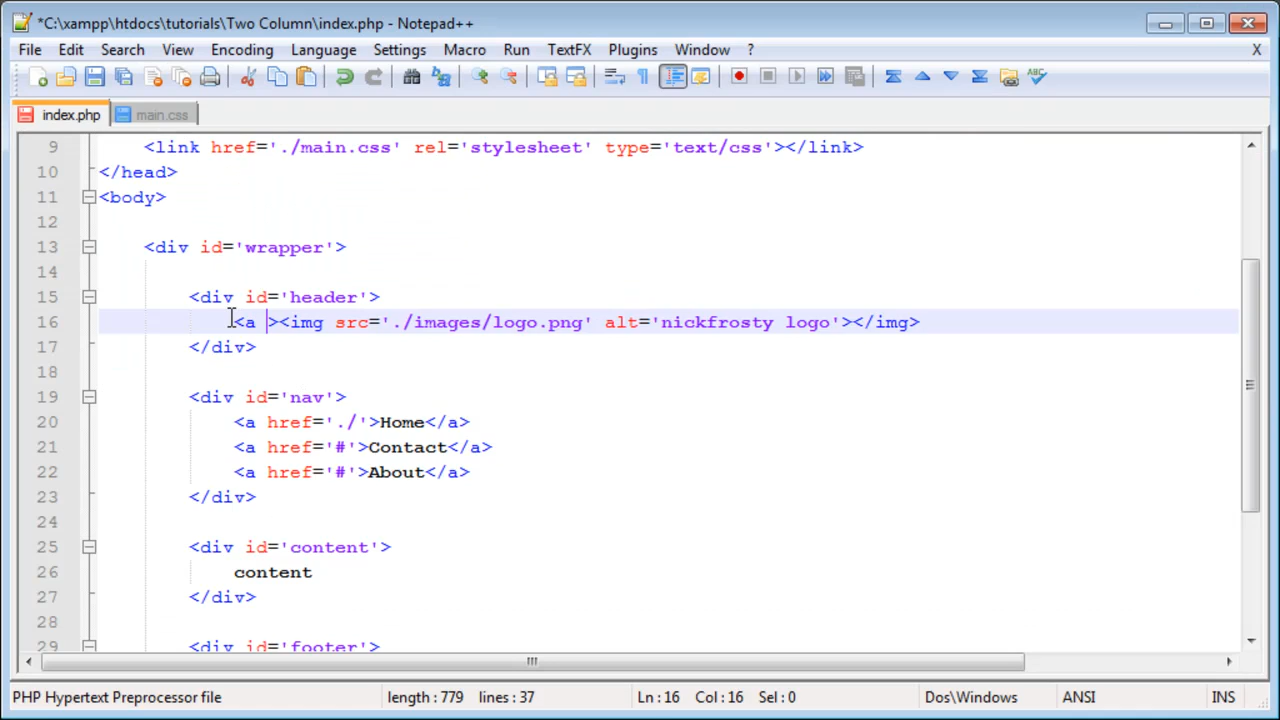 *C:\xampp\htdocs\tutorials\Two Column\index.php - Notepad++
File Edit Search View Encoding Language Settings Macro Run TextFX Plugins Window ? X
index.php main.css
9 <link href='./main.css' rel='stylesheet' type='text/css'></link>
10 </head>
11 <body>
12
13 <div id='wrapper'>
14
15 <div id='header'>
16 <a ><img src='./images/logo.png' alt='nickfrosty logo'></img>
17 </div>
18
19 <div id='nav'>
20 <a href='./'>Home</a>
21 <a href='#'>Contact</a>
22 <a href='#'>About</a>
23 </div>
24
25 <div id='content'>
26 content
27 </div>
28
29 <div id='footer'>
PHP Hypertext Preprocessor file length : 779 lines : 37 Ln : 16 Col : 16 Sel : 0 Dos\Windows ANSI INS